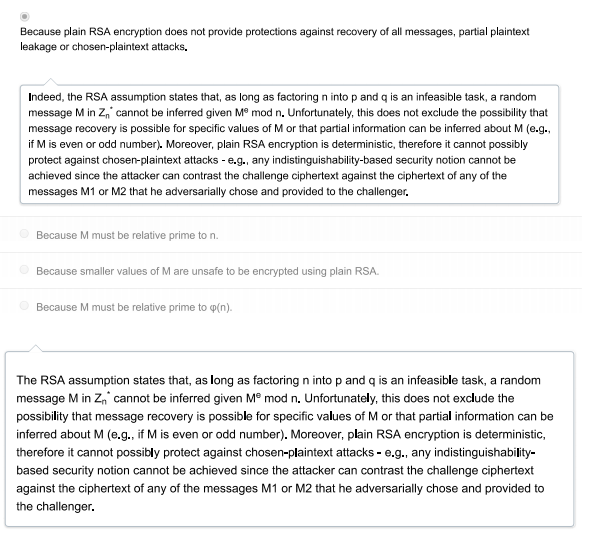 Because plain RSA encryption does not provide protections against recovery of all messages, partial plaintext
leakage or chosen-plaintext attacks.
Indeed, the RSA assumption states that, as long as factoring n into p and q is an infeasible task, a random
message M in Zn* cannot be inferred given Mᵉ mod n. Unfortunately, this does not exclude the possibility that
message recovery is possible for specific values of M or that partial information can be inferred about M (e.g.,
if M is even or odd number). Moreover, plain RSA encryption is deterministic, therefore it cannot possibly
protect against chosen-plaintext attacks - e.g., any indistinguishability-based security notion cannot be
achieved since the attacker can contrast the challenge ciphertext against the ciphertext of any of the
messages M1 or M2 that he adversarially chose and provided to the challenger.
Because M must be relative prime to n.
Because smaller values of M are unsafe to be encrypted using plain RSA.
Because M must be relative prime to φ(n).
The RSA assumption states that, as long as factoring n into p and q is an infeasible task, a random
message M in Zn* cannot be inferred given Mᵉ mod n. Unfortunately, this does not exclude the
possibility that message recovery is possible for specific values of M or that partial information can be
inferred about M (e.g., if M is even or odd number). Moreover, plain RSA encryption is deterministic,
therefore it cannot possibly protect against chosen-plaintext attacks - e.g., any indistinguishability-
based security notion cannot be achieved since the attacker can contrast the challenge ciphertext
against the ciphertext of any of the messages M1 or M2 that he adversarially chose and provided to
the challenger.